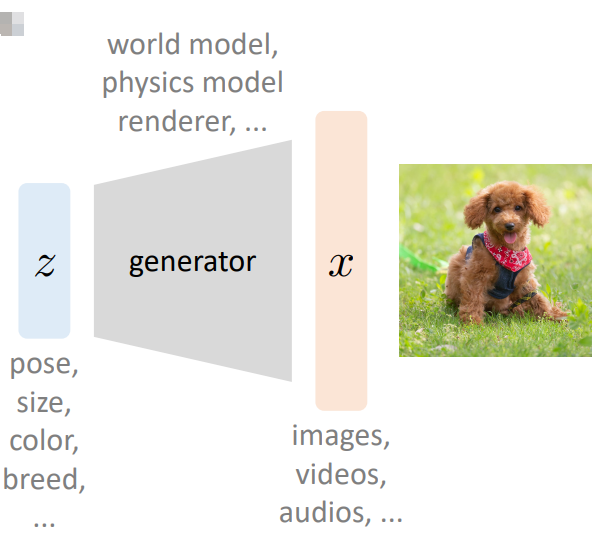 world model,
physics model
renderer, ...
z
generator
x
pose,
size,
color,
breed,
...
images,
videos,
audios, ...